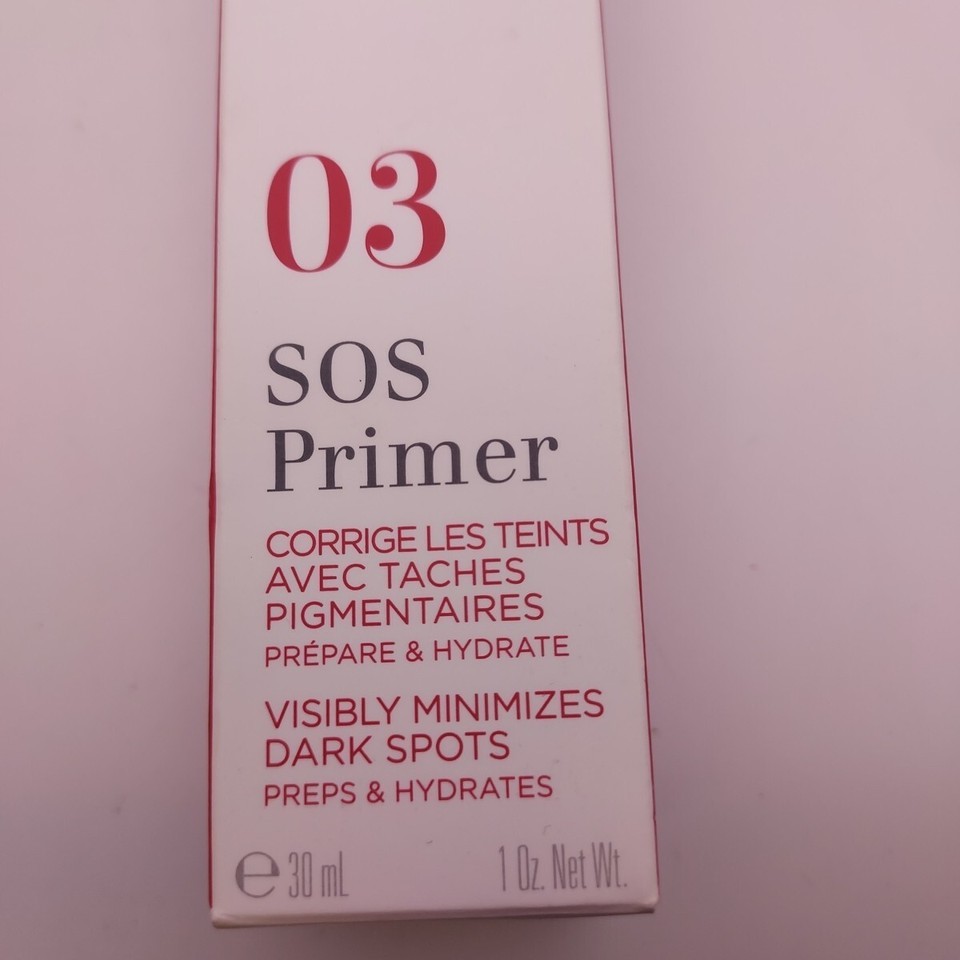 03
SOS
Primer
CORRIGE LES TEINTS
AVEC TACHES
PIGMENTAIRES
PRÉPARE & HYDRATE
VISIBLY MINIMIZES
DARK SPOTS
PREPS & HYDRATES
℮ 30 mL 1 Oz. Net Wt.